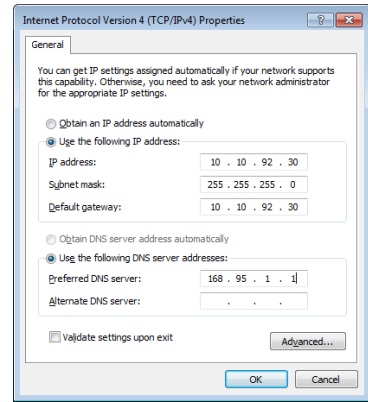 Internet Protocol Version 4 (TCP/IPv4) Properties
General
You can get IP settings assigned automatically if your network supports
this capability. Otherwise, you need to ask your network administrator
for the appropriate IP settings.
Obtain an IP address automatically
Use the following IP address:
IP address: 10 . 10 . 92 . 30
Subnet mask: 255 . 255 . 255 . 0
Default gateway: 10 . 10 . 92 . 30
Obtain DNS server address automatically
Use the following DNS server addresses:
Preferred DNS server: 168 . 95 . 1 . 1
Alternate DNS server: . . .
Validate settings upon exit
Advanced...
OK Cancel